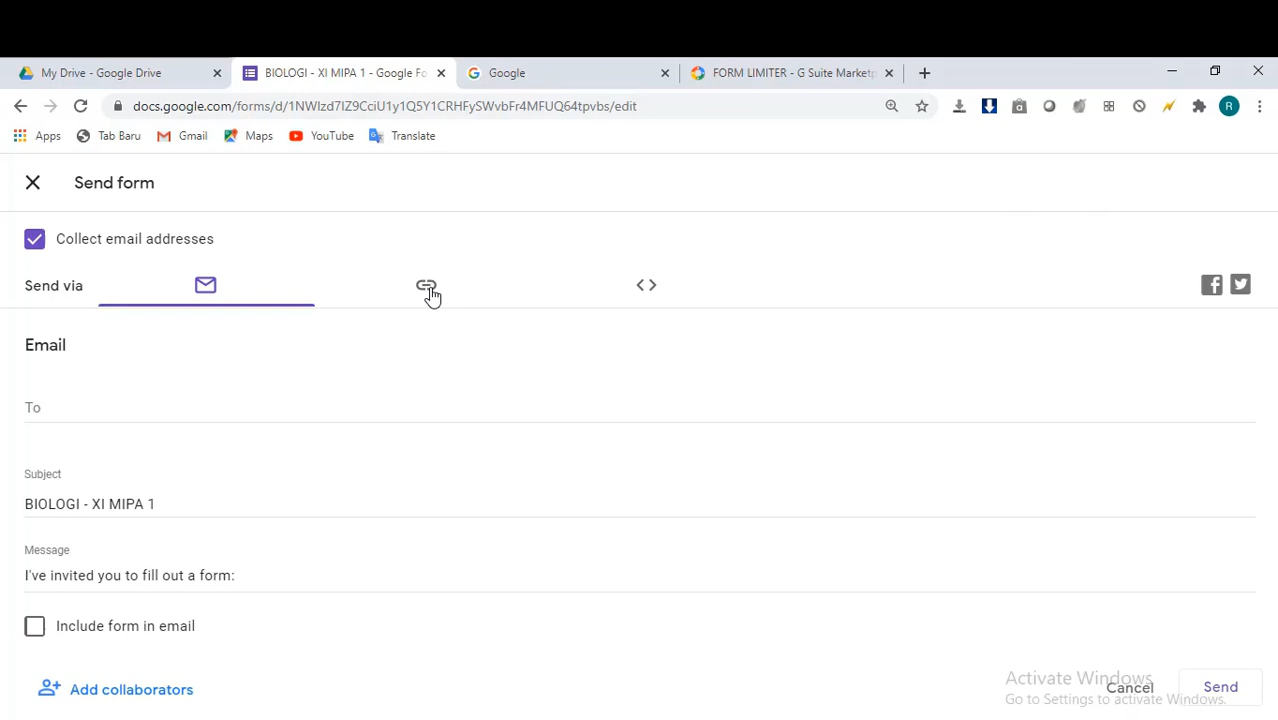 My Drive - Google Drive
BIOLOGI - XI MIPA 1 - Google Fo
Google
FORM LIMITER - G Suite Marketp
docs.google.com/forms/d/1NWIzd7IZ9CciU1y1Q5Y1CRHFySWvbFr4MFUQ64tpvbs/edit
R
Apps
Tab Baru
Gmail
Maps
YouTube
Translate
Send form
Collect email addresses
Send via
Email
To
Subject
BIOLOGI - XI MIPA 1
Message
I've invited you to fill out a form:
Include form in email
Add collaborators
Cancel
Send
Activate Windows
Go to Settings to activate Windows.